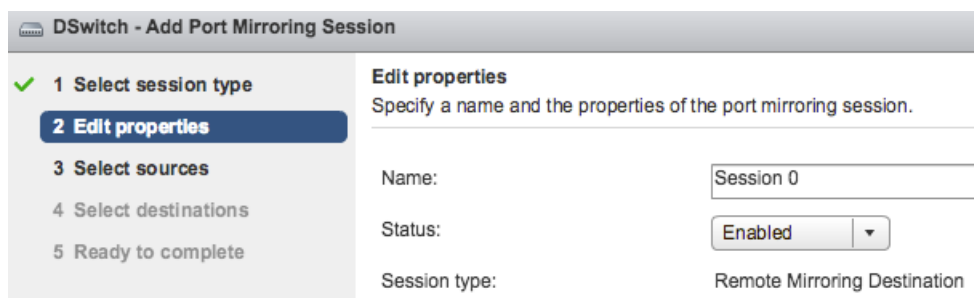 DSwitch - Add Port Mirroring Session
1 Select session type
2 Edit properties
3 Select sources
4 Select destinations
5 Ready to complete
Edit properties
Specify a name and the properties of the port mirroring session.
Name: Session 0
Status: Enabled
Session type: Remote Mirroring Destination